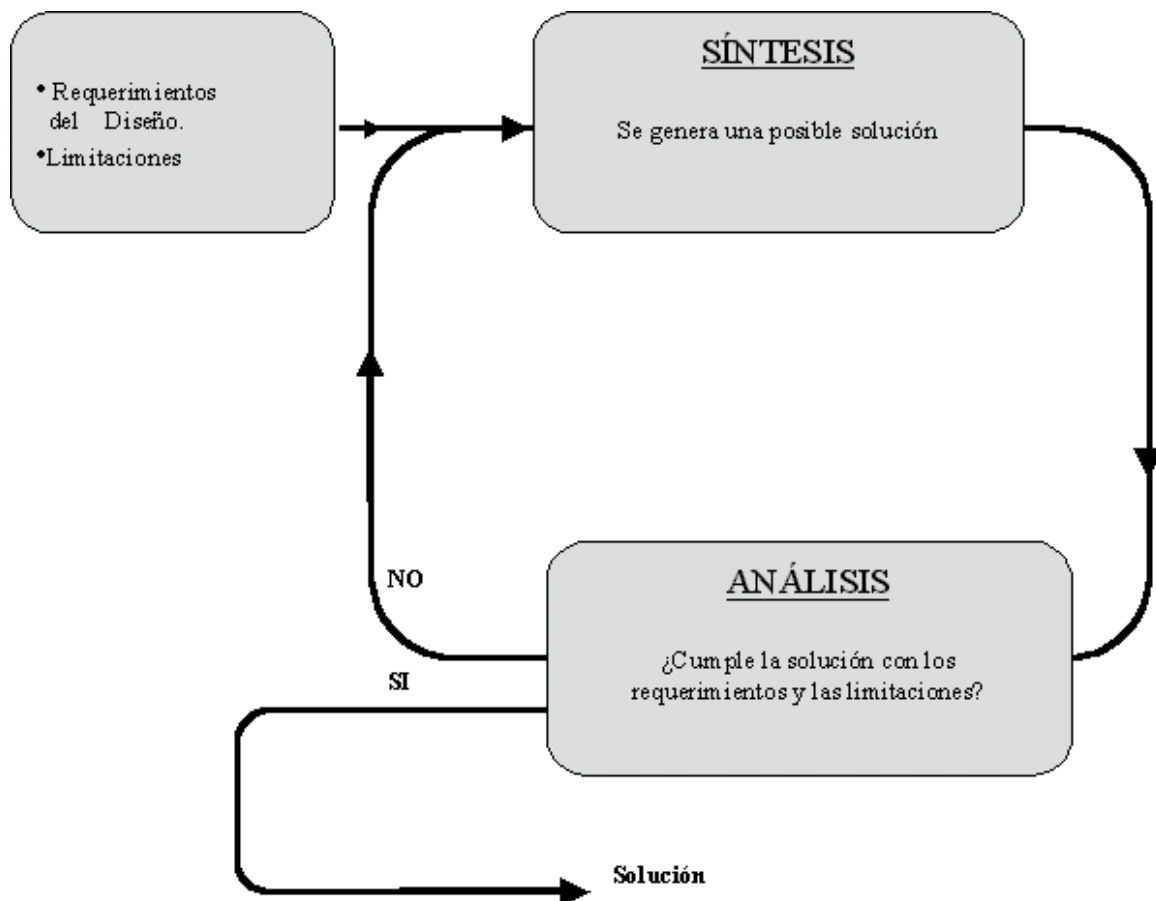 • Requerimientos
del Diseño.
•Limitaciones
SÍNTESIS
Se genera una posible solución
NO
SI
ANÁLISIS
¿Cumple la solución con los
requerimientos y las limitaciones?
Solución